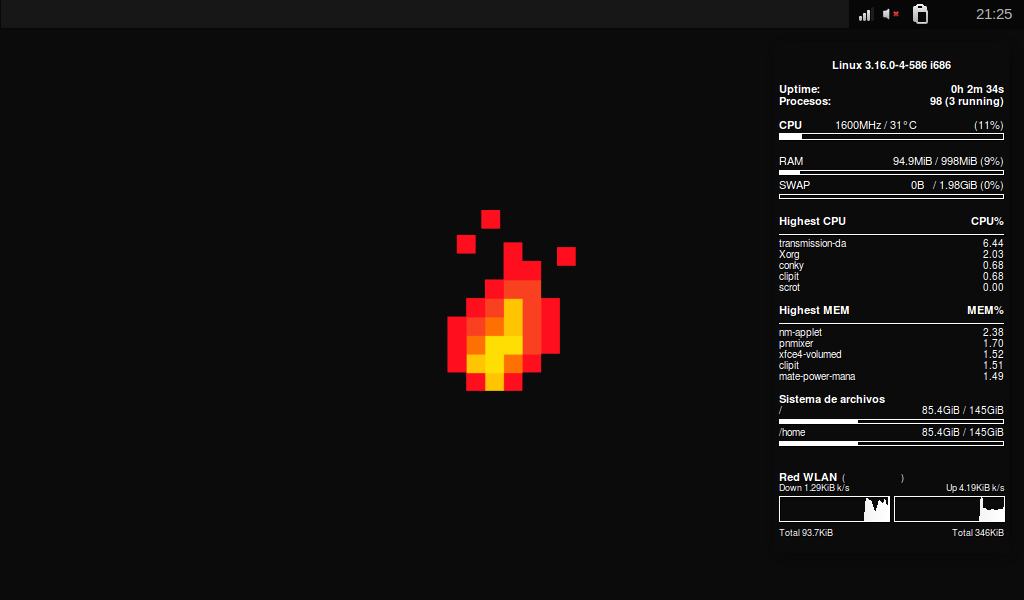 21:25
Linux 3.16.0-4-586 i686
Uptime: 0h 2m 34s
Procesos: 98 (3 running)
CPU 1600MHz / 31°C (11%)
RAM 94.9MiB / 998MiB (9%)
SWAP 0B / 1.98GiB (0%)
Highest CPU CPU%
transmission-da 6.44
Xorg 2.03
conky 0.68
clipit 0.68
scrot 0.00
Highest MEM MEM%
nm-applet 2.38
pnmixer 1.70
xfce4-volumed 1.52
clipit 1.51
mate-power-mana 1.49
Sistema de archivos
/ 85.4GiB / 145GiB
/home 85.4GiB / 145GiB
Red WLAN ( )
Down 1.29KiB k/s Up 4.19KiB k/s
Total 93.7KiB Total 346KiB